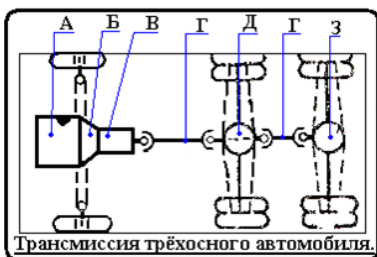 А Б В Г Д Г З
Трансмиссия трёхосного автомобиля.